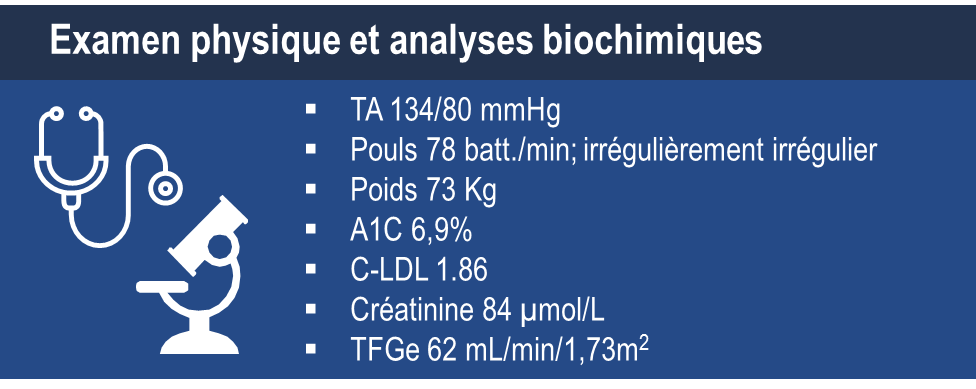 Examen physique et analyses biochimiques
▪ TA 134/80 mmHg
▪ Pouls 78 batt./min; irrégulièrement irrégulier
▪ Poids 73 Kg
▪ A1C 6,9%
▪ C-LDL 1.86
▪ Créatinine 84 µmol/L
▪ TFGe 62 mL/min/1,73m²